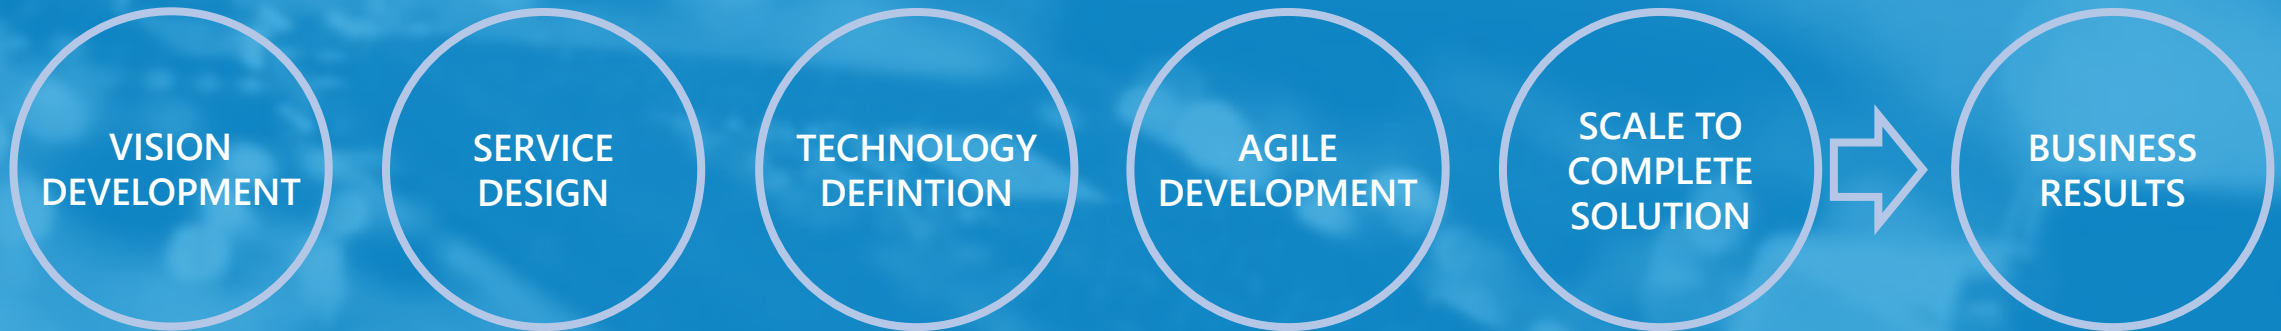 VISION
DEVELOPMENT
SERVICE
DESIGN
TECHNOLOGY
DEFINTION
AGILE
DEVELOPMENT
SCALE TO
COMPLETE
SOLUTION
BUSINESS
RESULTS